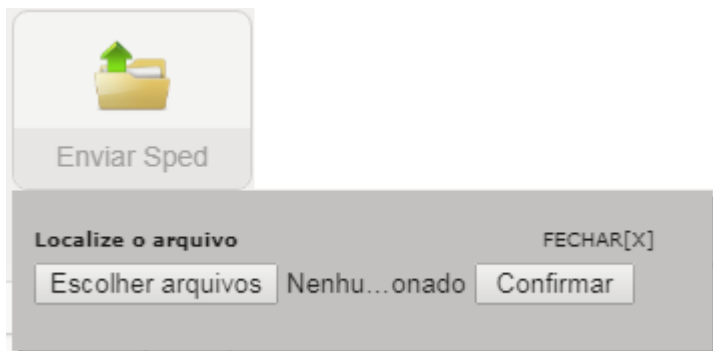 Enviar Sped
Localize o arquivo FECHAR[X]
Escolher arquivos Nenhu...onado Confirmar